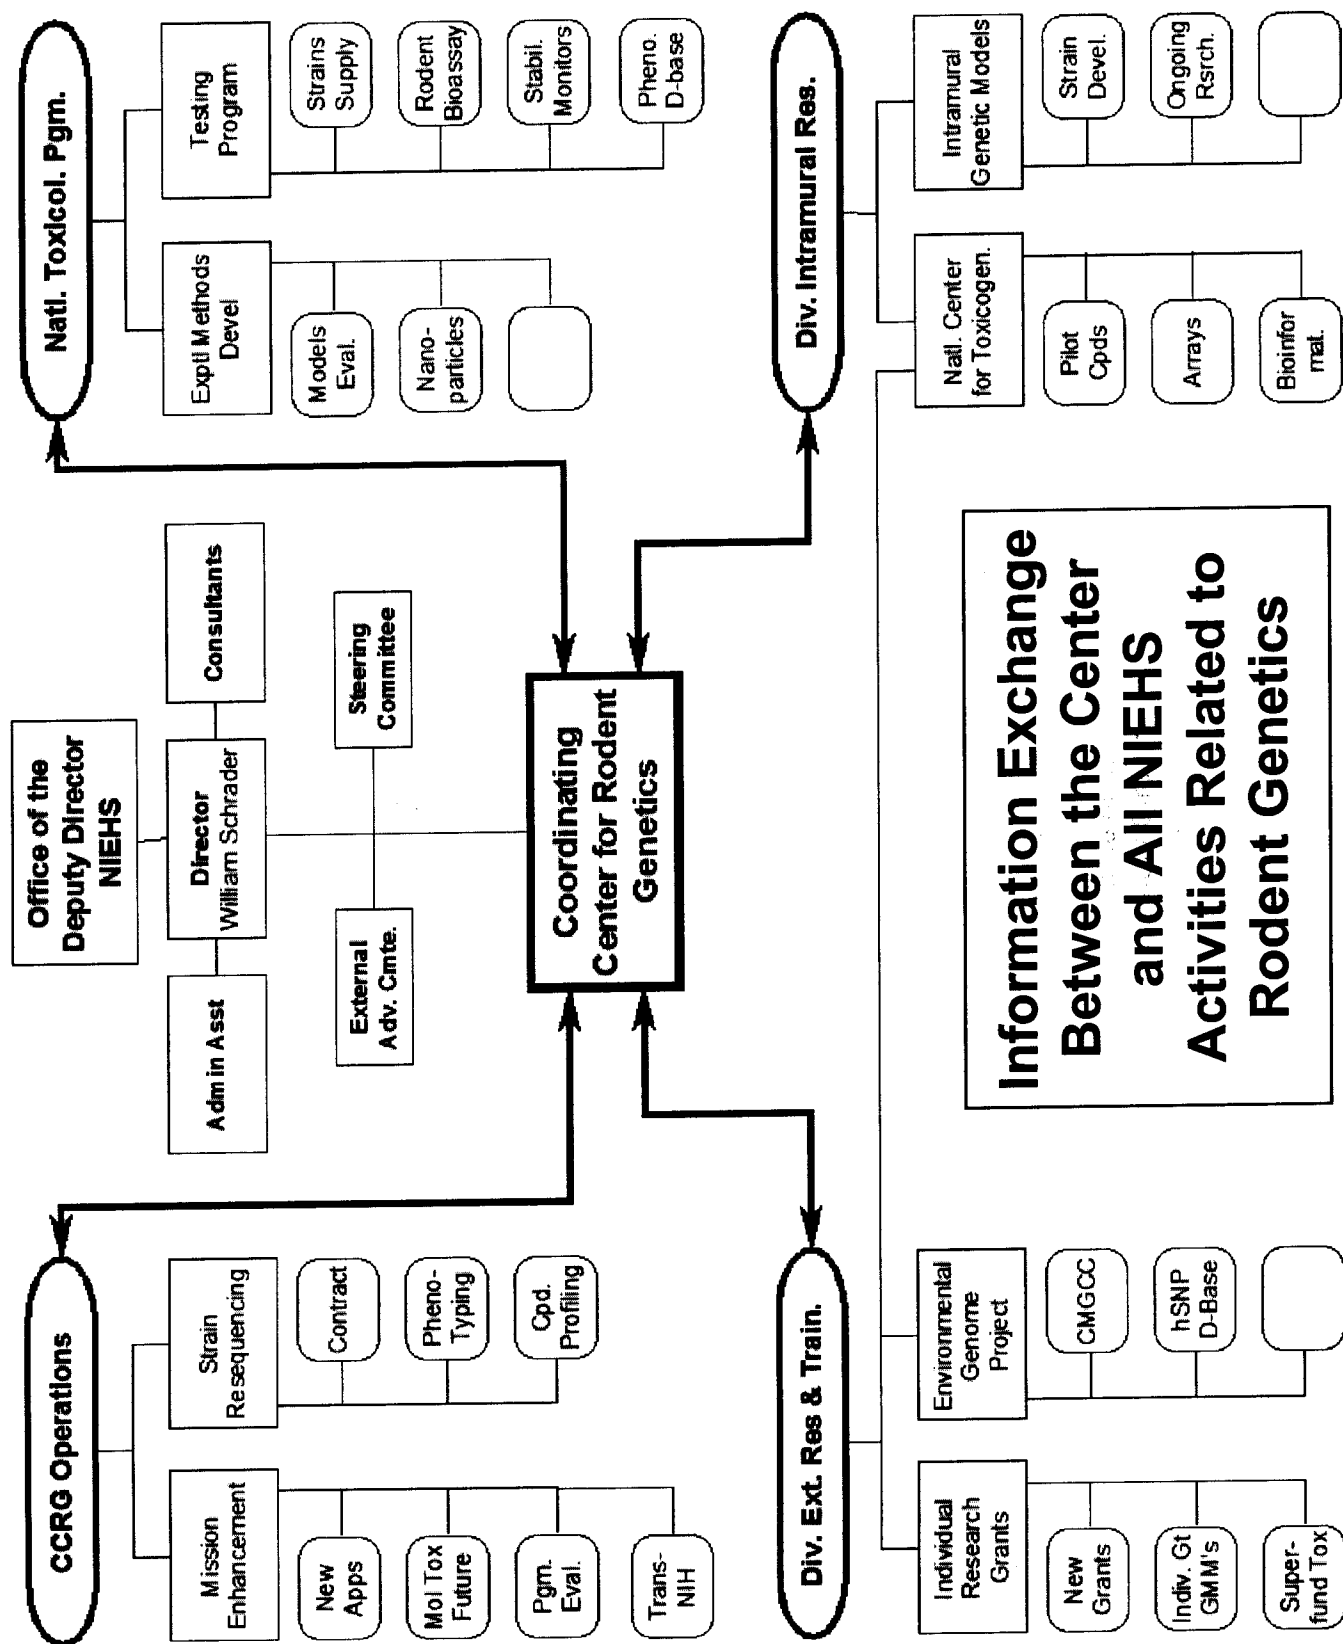 Office of the
Deputy Director
NIEHS
Admin Asst
Director
William Schrader
Consultants
External
Adv. Cmte.
Steering
Committee
Coordinating
Center for Rodent
Genetics
CCRG Operations
Mission
Enhancement
New
Apps
Mol Tox
Future
Pgm.
Eval.
Trans-
NIH
Strain
Resequencing
Contract
Pheno-
Typing
Cpd.
Profiling
Natl. Toxicol. Pgm.
Exptl Methods
Devel
Models
Eval.
Nano-
particles
Testing
Program
Strains
Supply
Rodent
Bioassay
Stabil.
Monitors
Pheno.
D-base
Div. Ext. Res & Train.
Individual
Research
Grants
New
Grants
Indiv. Gt
GMM's
Super-
fund Tox
Environmental
Genome
Project
CMGCC
hSNP
D-Base
Div. Intramural Res.
Natl. Center
for Toxicogen.
Pilot
Cpds
Arrays
Bioinfor
mat.
Intramural
Genetic Models
Strain
Devel.
Ongoing
Rsrch.
Information Exchange
Between the Center
and All NIEHS
Activities Related to
Rodent Genetics